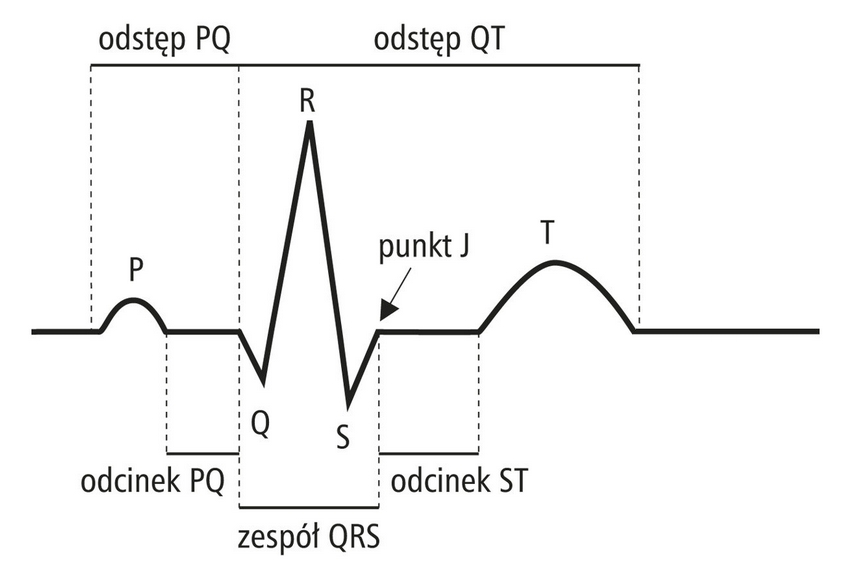 odstęp PQ
odstęp QT
R
T
punkt J
P
Q
S
odcinek PQ
odcinek ST
zespół QRS